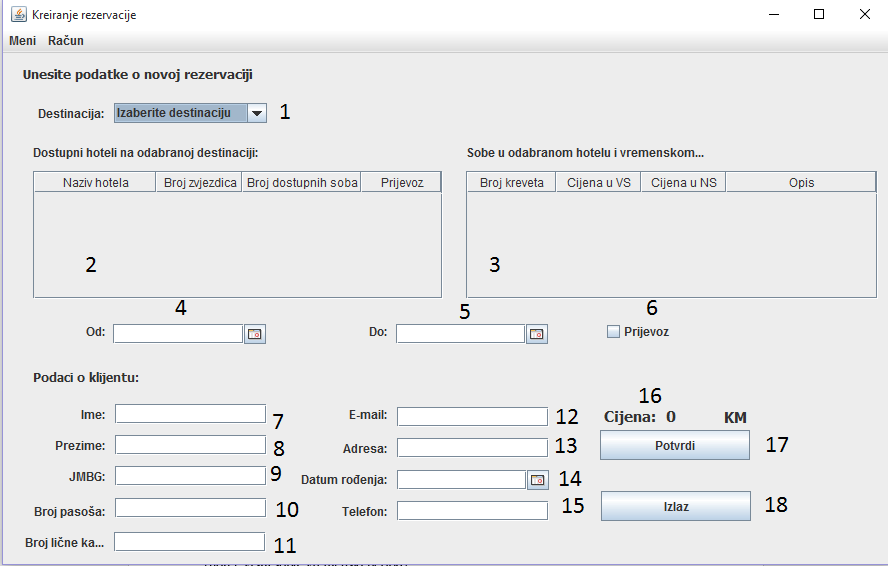 Kreiranje rezervacije
Meni Račun
Unesite podatke o novoj rezervaciji
Destinacija: Izaberite destinaciju 1
Dostupni hoteli na odabranoj destinaciji: Sobe u odabranom hotelu i vremenskom...
Naziv hotela Broj zvjezdica Broj dostupnih soba Prijevoz Broj kreveta Cijena u VS Cijena u NS Opis
2 3
4 5 6
Od: Do: Prijevoz
Podaci o klijentu:
16
Ime: 7 E-mail: 12 Cijena: 0 KM
Prezime: 8 Adresa: 13 Potvrdi 17
JMBG: 9 Datum rođenja: 14
Broj pasoša: 10 Telefon: 15 Izlaz 18
Broj lične ka... 11